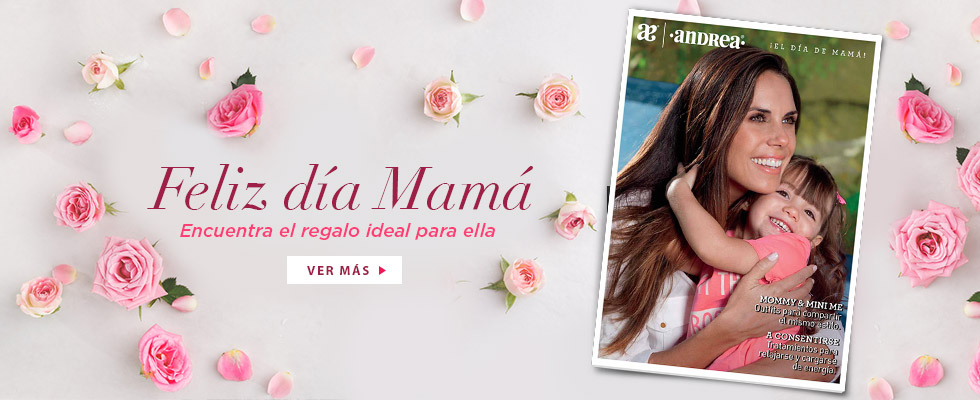 Feliz día Mamá
Encuentra el regalo ideal para ella
VER MÁS
æ | ·ANDREA·
¡EL DÍA DE MAMÁ!
MOMMY & MINI ME
Outfits para compartir
el mismo estilo.
A CONSENTIRSE
Tratamientos para
relajarse y cargarse
de energía.